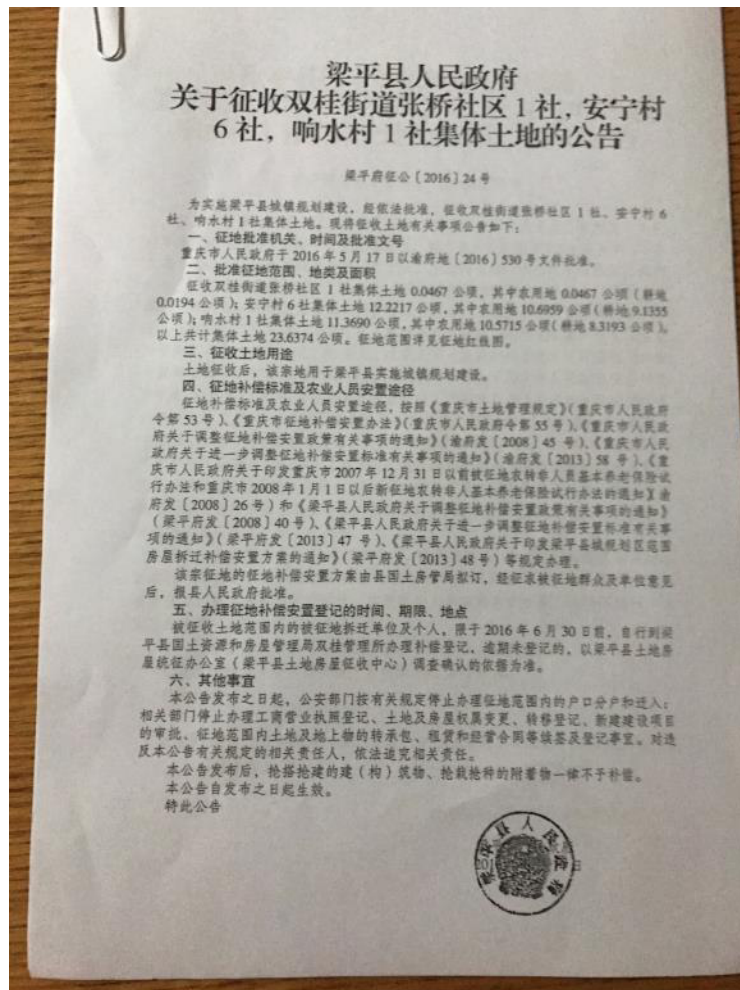 梁平县人民政府
关于征收双桂街道张桥社区1社，安宁村
6社，响水村1社集体土地的公告
梁平府征公〔2016〕24号
为实施梁平县城镇规划建设，经依法批准，征收双桂街道张桥社区1社、安宁村6
社、响水村1社集体土地。现将征收土地有关事项公告如下：
一、征地批准机关、时间及批准文号
重庆市人民政府于2016年5月17日以渝府地〔2016〕530号文件批准。
二、批准征地范围、地类及面积
征收双桂街道张桥社区1社集体土地0.0467公顷，其中农用地0.0467公顷（耕地
0.0194公顷）；安宁村6社集体土地12.2217公顷，其中农用地10.6959公顷（耕地9.1355
公顷）；响水村1社集体土地11.3690公顷，其中农用地10.5715公顷（耕地8.3193公顷）。
以上共计集体土地23.6374公顷。征地范围详见征地红线图。
三、征收土地用途
土地征收后，该宗地用于梁平县实施城镇规划建设。
四、征地补偿标准及农业人员安置途径
征地补偿标准及农业人员安置途径，按照《重庆市土地管理规定》（重庆市人民政府
令第53号）、《重庆市征地补偿安置办法》（重庆市人民政府令第55号）、《重庆市人民政
府关于调整征地补偿安置政策有关事项的通知》（渝府发〔2008〕45号）、《重庆市人民
政府关于进一步调整征地补偿安置标准有关事项的通知》（渝府发〔2013〕58号）、《重
庆市人民政府关于印发重庆市2007年12月31日以前被征地农转非人员基本养老保险试
行办法和重庆市2008年1月1日以后新征地农转非人员基本养老保险试行办法的通知》（渝
府发〔2008〕26号）和《梁平县人民政府关于调整征地补偿安置政策有关事项的通知》
（梁平府发〔2008〕40号）、《梁平县人民政府关于进一步调整征地补偿安置标准有关事
项的通知》（梁平府发〔2013〕47号）、《梁平县人民政府关于印发梁平县城规划区范围
房屋拆迁补偿安置方案的通知》（梁平府发〔2013〕48号）等规定办理。
该宗征地的征地补偿安置方案由县国土房管局拟订，经征求被征地群众及单位意见
后，报县人民政府批准。
五、办理征地补偿安置登记的时间、期限、地点
被征收土地范围内的被征地拆迁单位及个人，限于2016年6月30日前，自行到梁
平县国土资源和房屋管理局双桂管理所办理补偿登记，逾期未登记的，以梁平县土地房
屋统征办公室（梁平县土地房屋征收中心）调查确认的依据为准。
六、其他事宜
本公告发布之日起，公安部门按有关规定停止办理征地范围内的户口分户和迁入；
相关部门停止办理工商营业执照登记、土地及房屋权属变更、转移登记、新建建设项目
的审批、征地范围内土地及地上物的转承包、租赁和经营合同等续签及登记事宜。对违
反本公告有关规定的相关责任人，依法追究相关责任。
本公告发布后，抢搭抢建的建（构）筑物、抢栽抢种的附着物一律不予补偿。
本公告自发布之日起生效。
特此公告
梁平县人民政府